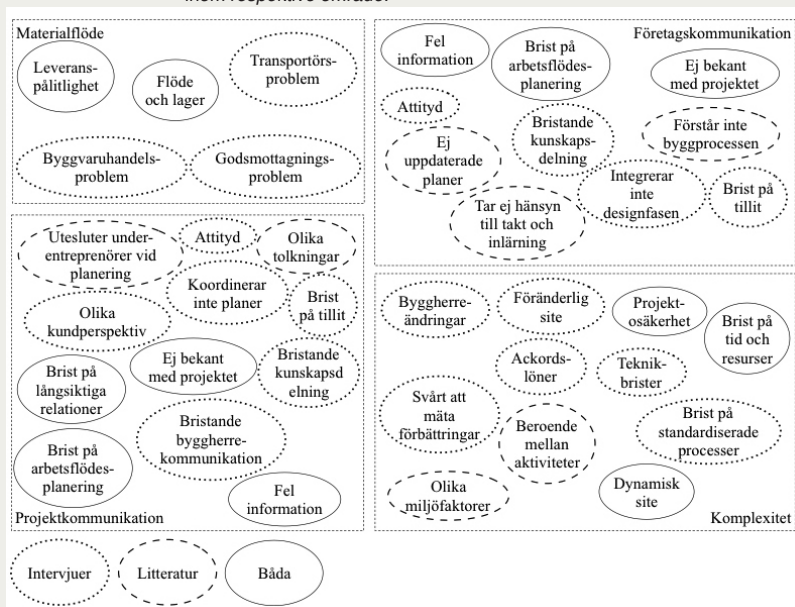 inom respektive område.
Materialflöde
Leverans-
pålitlighet
Flöde
och lager
Transportörs-
problem
Byggvaruhandels-
problem
Godsmottagnings-
problem
Företagskommunikation
Fel
information
Brist på
arbetsflödes-
planering
Ej bekant
med projektet
Attityd
Ej
uppdaterade
planer
Bristande
kunskaps-
delning
Förstår inte
byggprocessen
Tar ej hänsyn
till takt och
inlärning
Integrerar
inte
designfasen
Brist på
tillit
Utesluter under-
entreprenörer vid
planering
Attityd
Olika
tolkningar
Koordinerar
inte planer
Olika
kundperspektiv
Brist
på tillit
Brist på
långsiktiga
relationer
Ej bekant
med projektet
Bristande
kunskapsd
elning
Bristande
byggherre-
kommunikation
Brist på
arbetsflödes-
planering
Fel
information
Projektkommunikation
Byggherre-
ändringar
Föränderlig
site
Projekt-
osäkerhet
Brist på
tid och
resurser
Ackords-
löner
Teknik-
brister
Svårt att
mäta
förbättringar
Beroende
mellan
aktiviteter
Brist på
standardiserade
processer
Olika
miljöfaktorer
Dynamisk
site
Komplexitet
Intervjuer
Litteratur
Båda